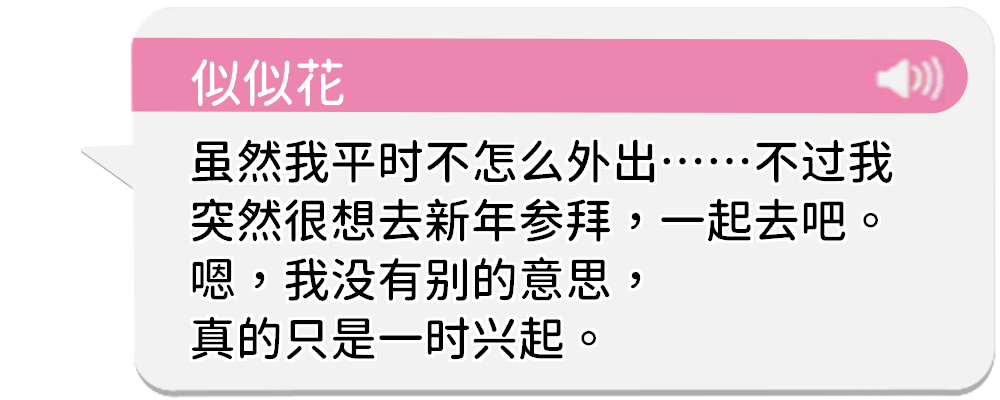 似似花
虽然我平时不怎么外出……不过我
突然很想去新年参拜，一起去吧。
嗯，我没有别的意思，
真的只是一时兴起。